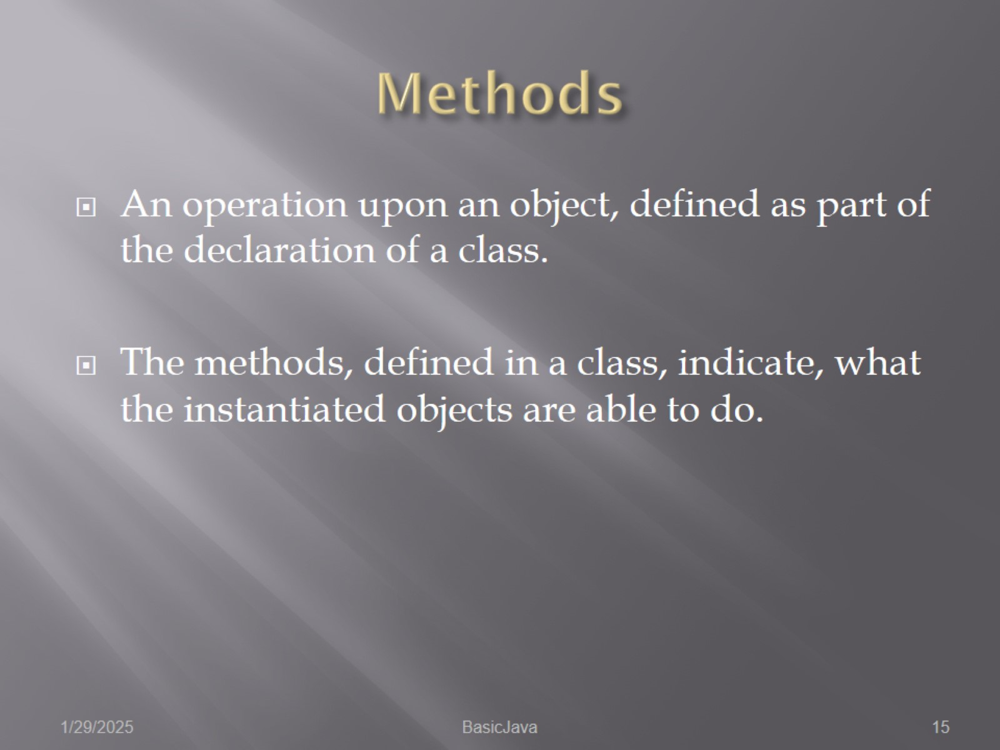 Methods
An operation upon an object, defined as part of
the declaration of a class.
The methods, defined in a class, indicate, what
the instantiated objects are able to do.
1/29/2025 BasicJava 15